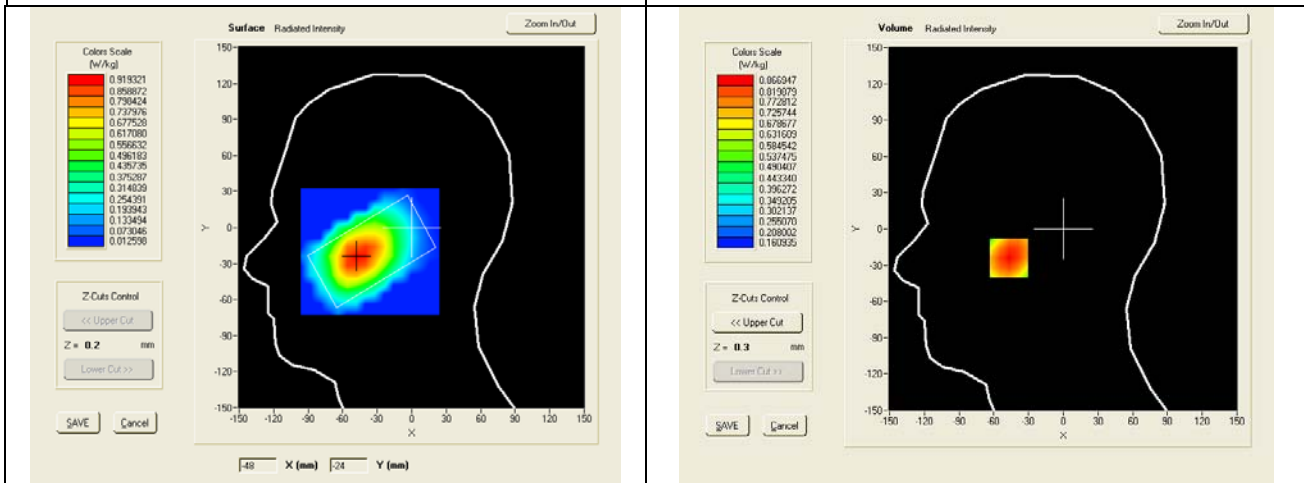 Surface Radiated Intensity
Zoom In/Out
Colors Scale
(W/kg)
0.919321
0.858872
0.798424
0.737976
0.677528
0.617080
0.556632
0.496183
0.435735
0.375287
0.314839
0.254391
0.193943
0.133494
0.073046
0.012598
150
120
90
60
30
0
-30
-60
-90
-120
-150
Y
-150 -120 -90 -60 -30 0 30 60 90 120 150
X
Z-Cuts Control
<< Upper Cut
Z = 0.2 mm
Lower Cut >>
SAVE Cancel
-48 X (mm) -24 Y (mm)
Volume Radiated Intensity
Zoom In/Out
Colors Scale
(W/kg)
0.866947
0.819879
0.772812
0.725744
0.678677
0.631609
0.584542
0.537475
0.490407
0.443340
0.396272
0.349205
0.302137
0.255070
0.208002
0.160935
150
120
90
60
30
0
-30
-60
-90
-120
-150
Y
-150 -120 -90 -60 -30 0 30 60 90 120 150
X
Z-Cuts Control
<< Upper Cut
Z = 0.3 mm
Lower Cut >>
SAVE Cancel